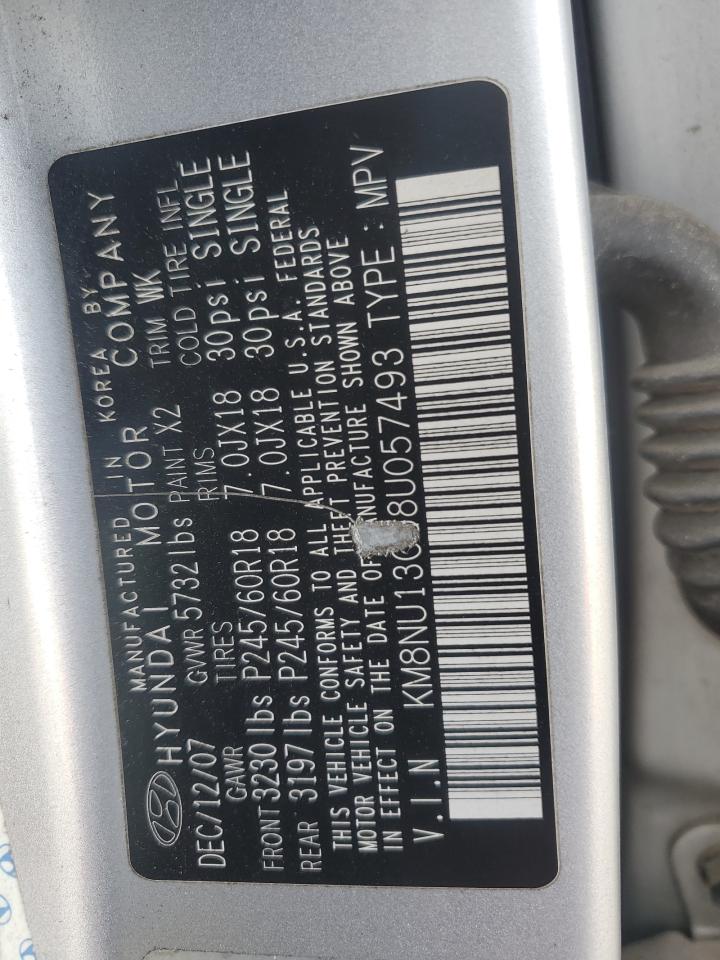 MANUFACTURED IN KOREA BY
HYUNDAI MOTOR COMPANY
DEC/12/07 GVWR 5732 lbs PAINT X2 TRIM WK
GAWR TIRES RIMS COLD TIRE INFL
FRONT 3230 lbs P245/60R18 7.0JX18 30psi SINGLE
REAR 3197 lbs P245/60R18 7.0JX18 30psi SINGLE
THIS VEHICLE CONFORMS TO ALL APPLICABLE U.S.A. FEDERAL
MOTOR VEHICLE SAFETY AND THEFT PREVENTION STANDARDS
IN EFFECT ON THE DATE OF MANUFACTURE SHOWN ABOVE
V.I.N KM8NU13C 8U057493 TYPE : MPV